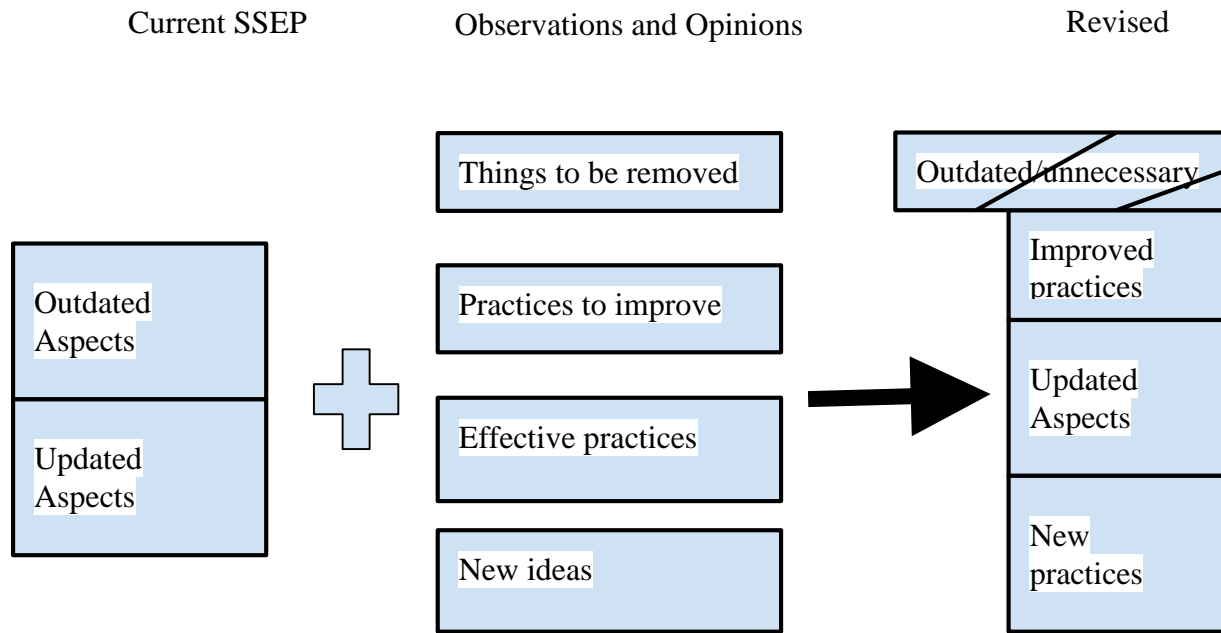 Current SSEP
Observations and Opinions
Revised
Things to be removed
Outdated/unnecessary
Outdated
Aspects
Practices to improve
Improved
practices
Updated
Aspects
Effective practices
Updated
Aspects
New ideas
New
practices